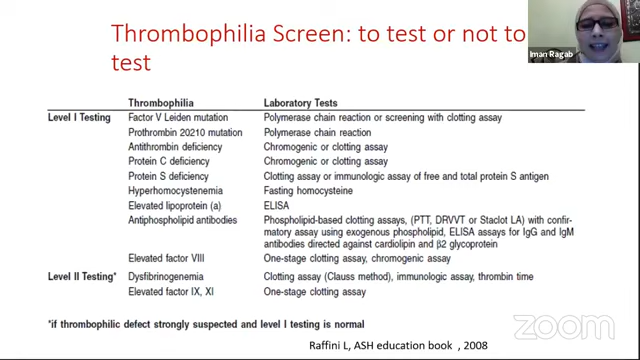 Thrombophilia Screen: to test or not to
test
Iman Ragab
Thrombophilia Laboratory Tests
Level I Testing Factor V Leiden mutation Polymerase chain reaction or screening with clotting assay
Prothrombin 20210 mutation Polymerase chain reaction
Antithrombin deficiency Chromogenic or clotting assay
Protein C deficiency Chromogenic or clotting assay
Protein S deficiency Clotting assay or immunologic assay of free and total protein S antigen
Hyperhomocystenemia Fasting homocysteine
Elevated lipoprotein (a) ELISA
Antiphospholipid antibodies Phospholipid-based clotting assays, (PTT, DRVVT or Staclot LA) with confir-
matory assay using exogenous phospholipid, ELISA assays for IgG and IgM
antibodies directed against cardiolipin and β2 glycoprotein
Elevated factor VIII One-stage clotting assay, chromogenic assay
Level II Testing* Dysfibrinogenemia Clotting assay (Clauss method), immunologic assay, thrombin time
Elevated factor IX, XI One-stage clotting assay
*if thrombophilic defect strongly suspected and level I testing is normal
Raffini L, ASH education book , 2008
zoom